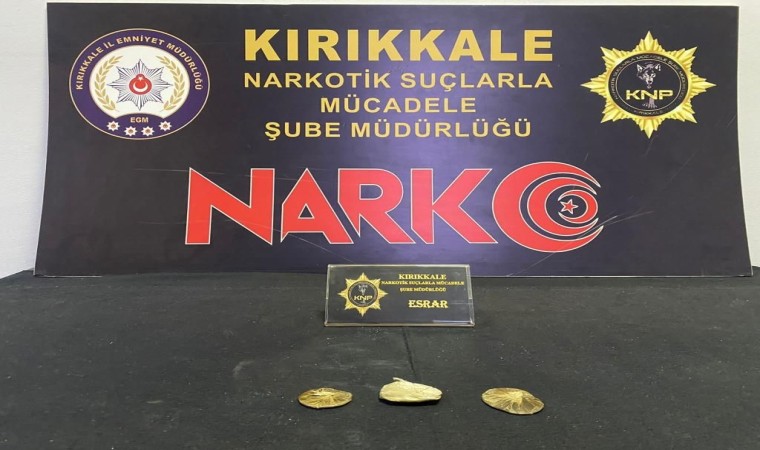 KIRIKKALE İL EMNİYET MÜDÜRLÜĞÜ
EGM
KIRIKKALE
NARKOTİK SUÇLARLA
MÜCADELE
ŞUBE MÜDÜRLÜĞÜ
KNP
NARKO
KIRIKKALE
NARKOTİK SUÇLARLA MÜCADELE
ŞUBE MÜDÜRLÜĞÜ
KNP
ESRAR